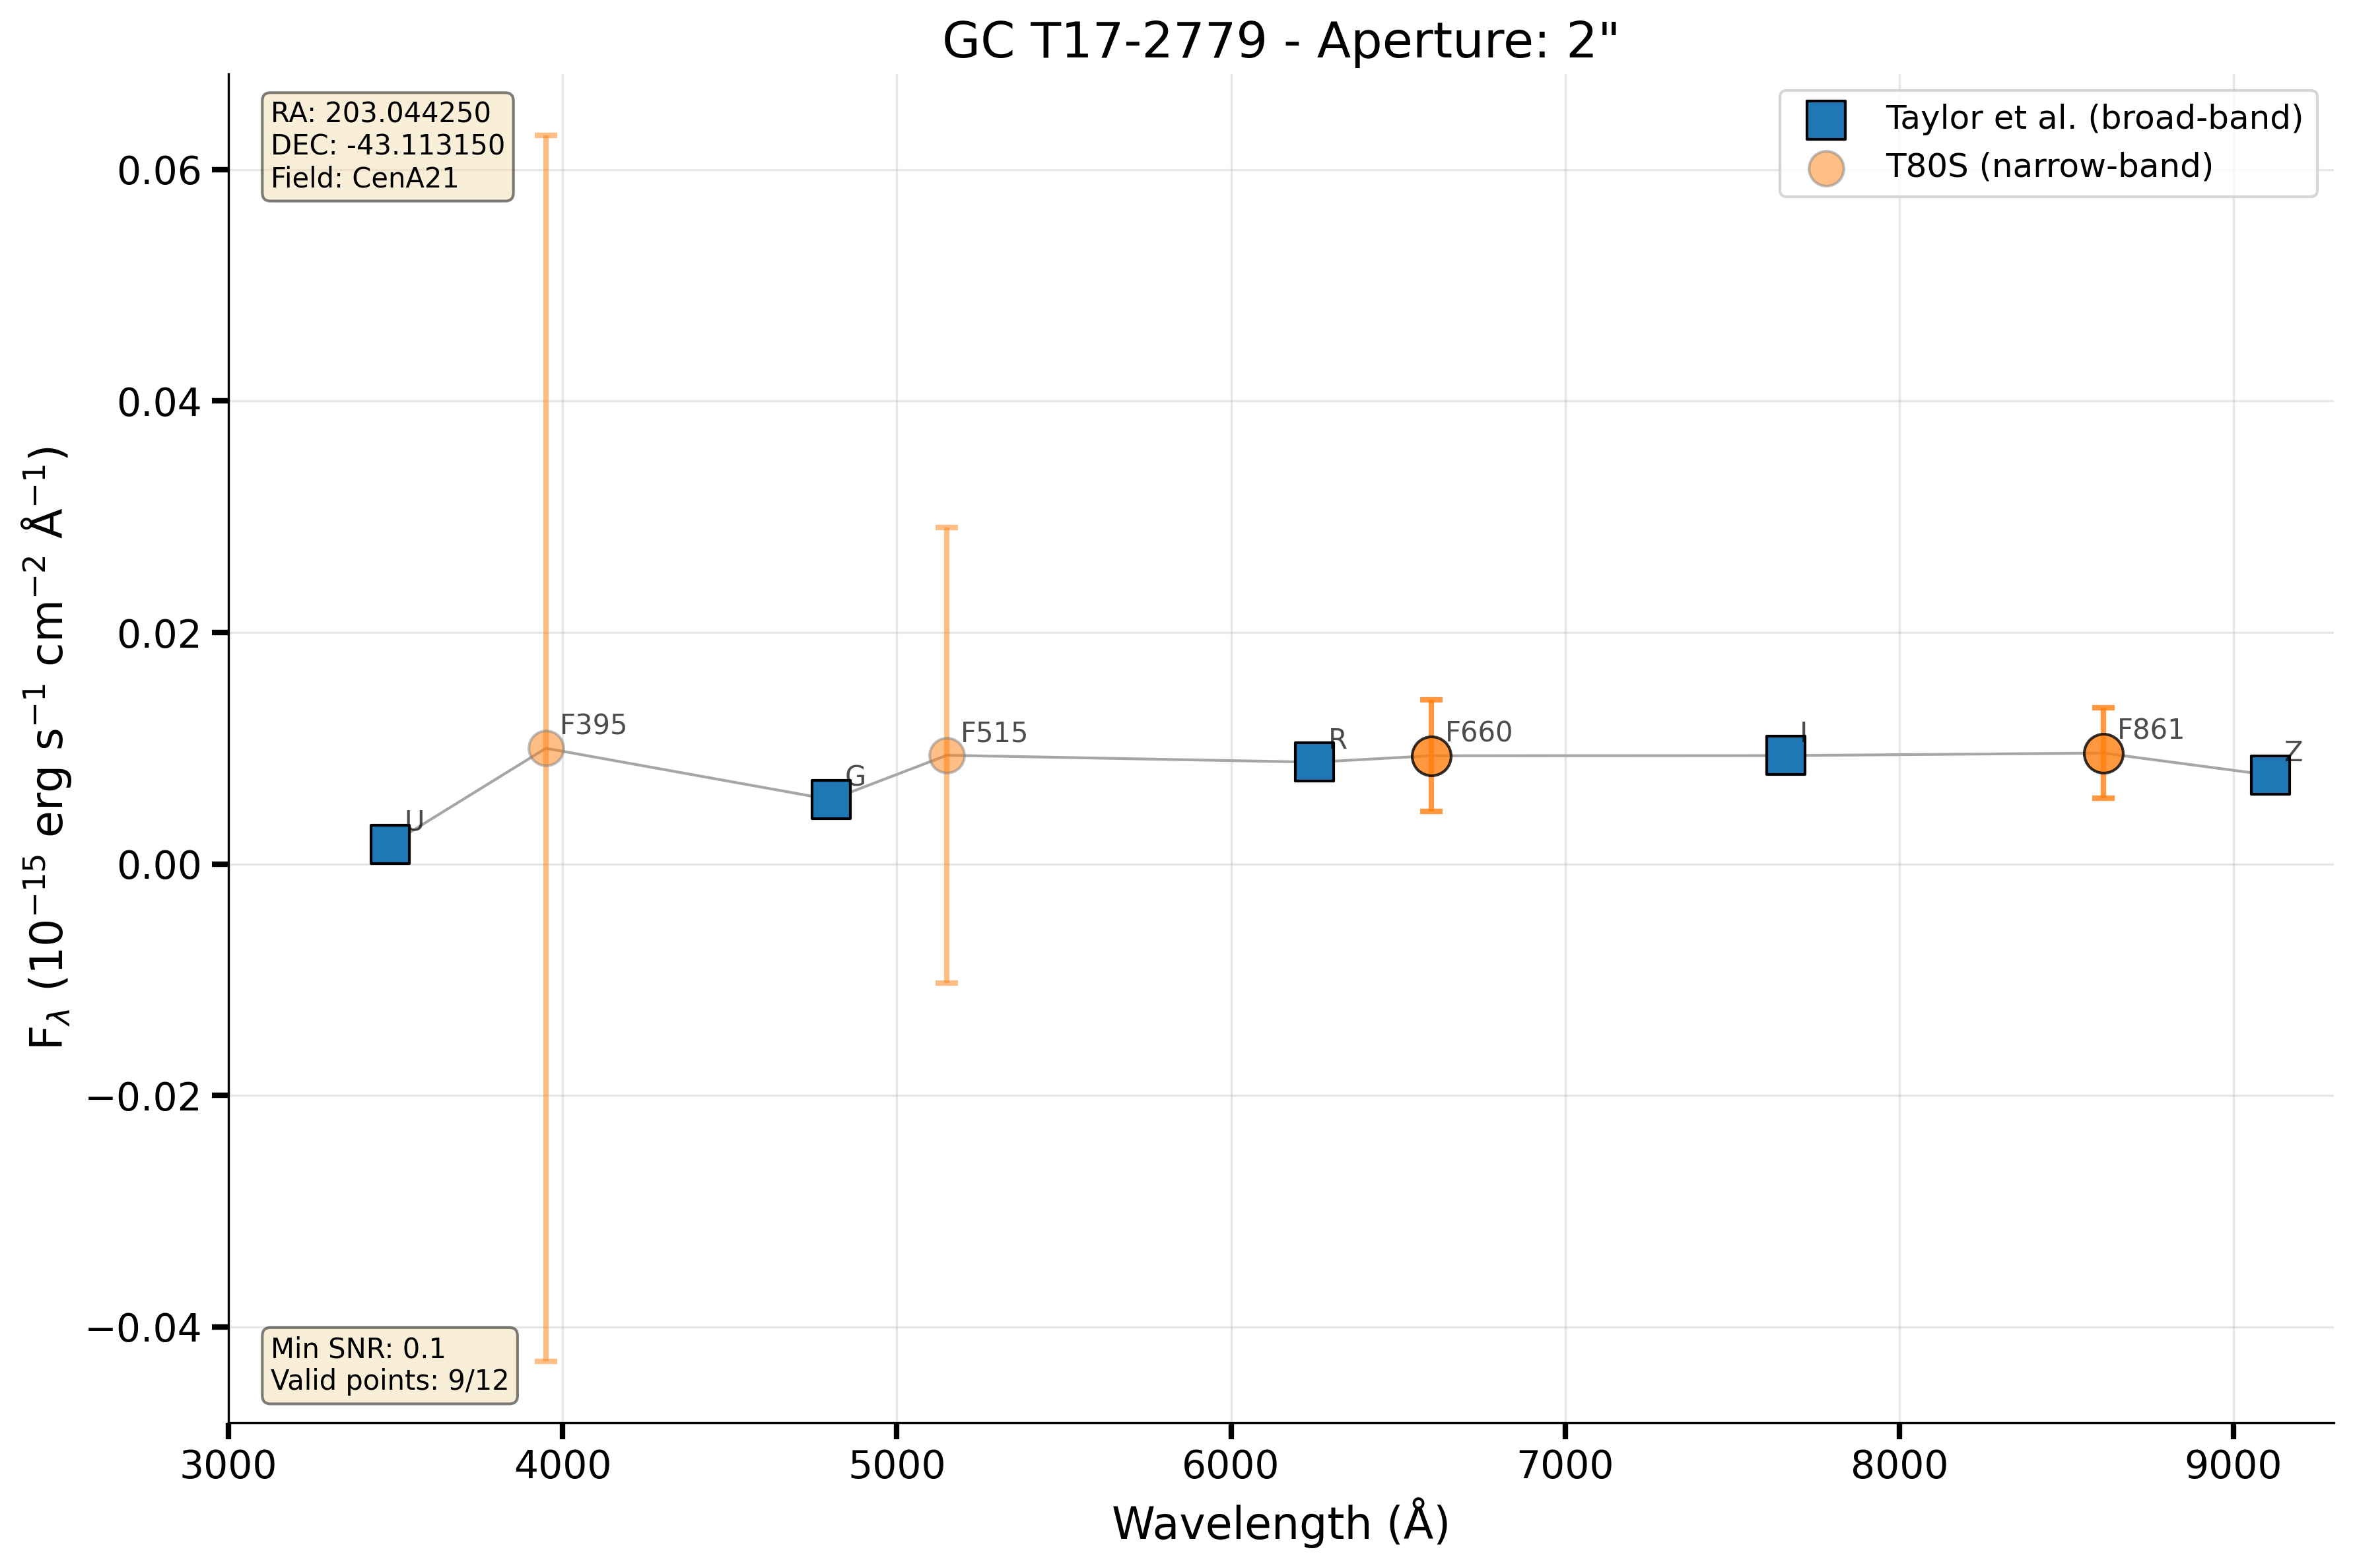 GC T17-2779 - Aperture: 2"
RA: 203.044250
DEC: -43.113150
Field: CenA21
Taylor et al. (broad-band)
T80S (narrow-band)
0.06
0.04
0.02
0.00
−0.02
−0.04
F_λ (10⁻¹⁵ erg s⁻¹ cm⁻² Å⁻¹)
U
F395
G
F515
R
F660
I
F861
Z
Min SNR: 0.1
Valid points: 9/12
3000 4000 5000 6000 7000 8000 9000
Wavelength (Å)